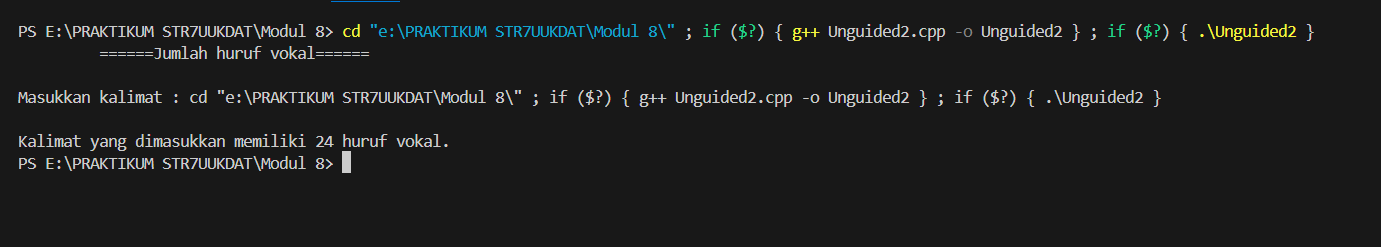 PS E:\PRAKTIKUM STR7UUKDAT\Modul 8> cd "e:\PRAKTIKUM STR7UUKDAT\Modul 8\" ; if ($?) { g++ Unguided2.cpp -o Unguided2 } ; if ($?) { .\Unguided2 }
======Jumlah huruf vokal======
Masukkan kalimat : cd "e:\PRAKTIKUM STR7UUKDAT\Modul 8\" ; if ($?) { g++ Unguided2.cpp -o Unguided2 } ; if ($?) { .\Unguided2 }
Kalimat yang dimasukkan memiliki 24 huruf vokal.
PS E:\PRAKTIKUM STR7UUKDAT\Modul 8>